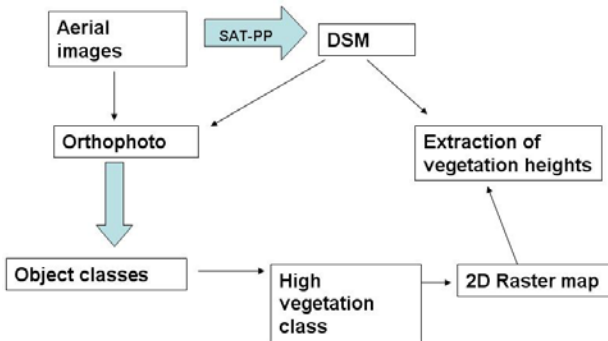 Aerial
images
SAT-PP
DSM
Orthophoto
Extraction of
vegetation heights
Object classes
High
vegetation
class
2D Raster map